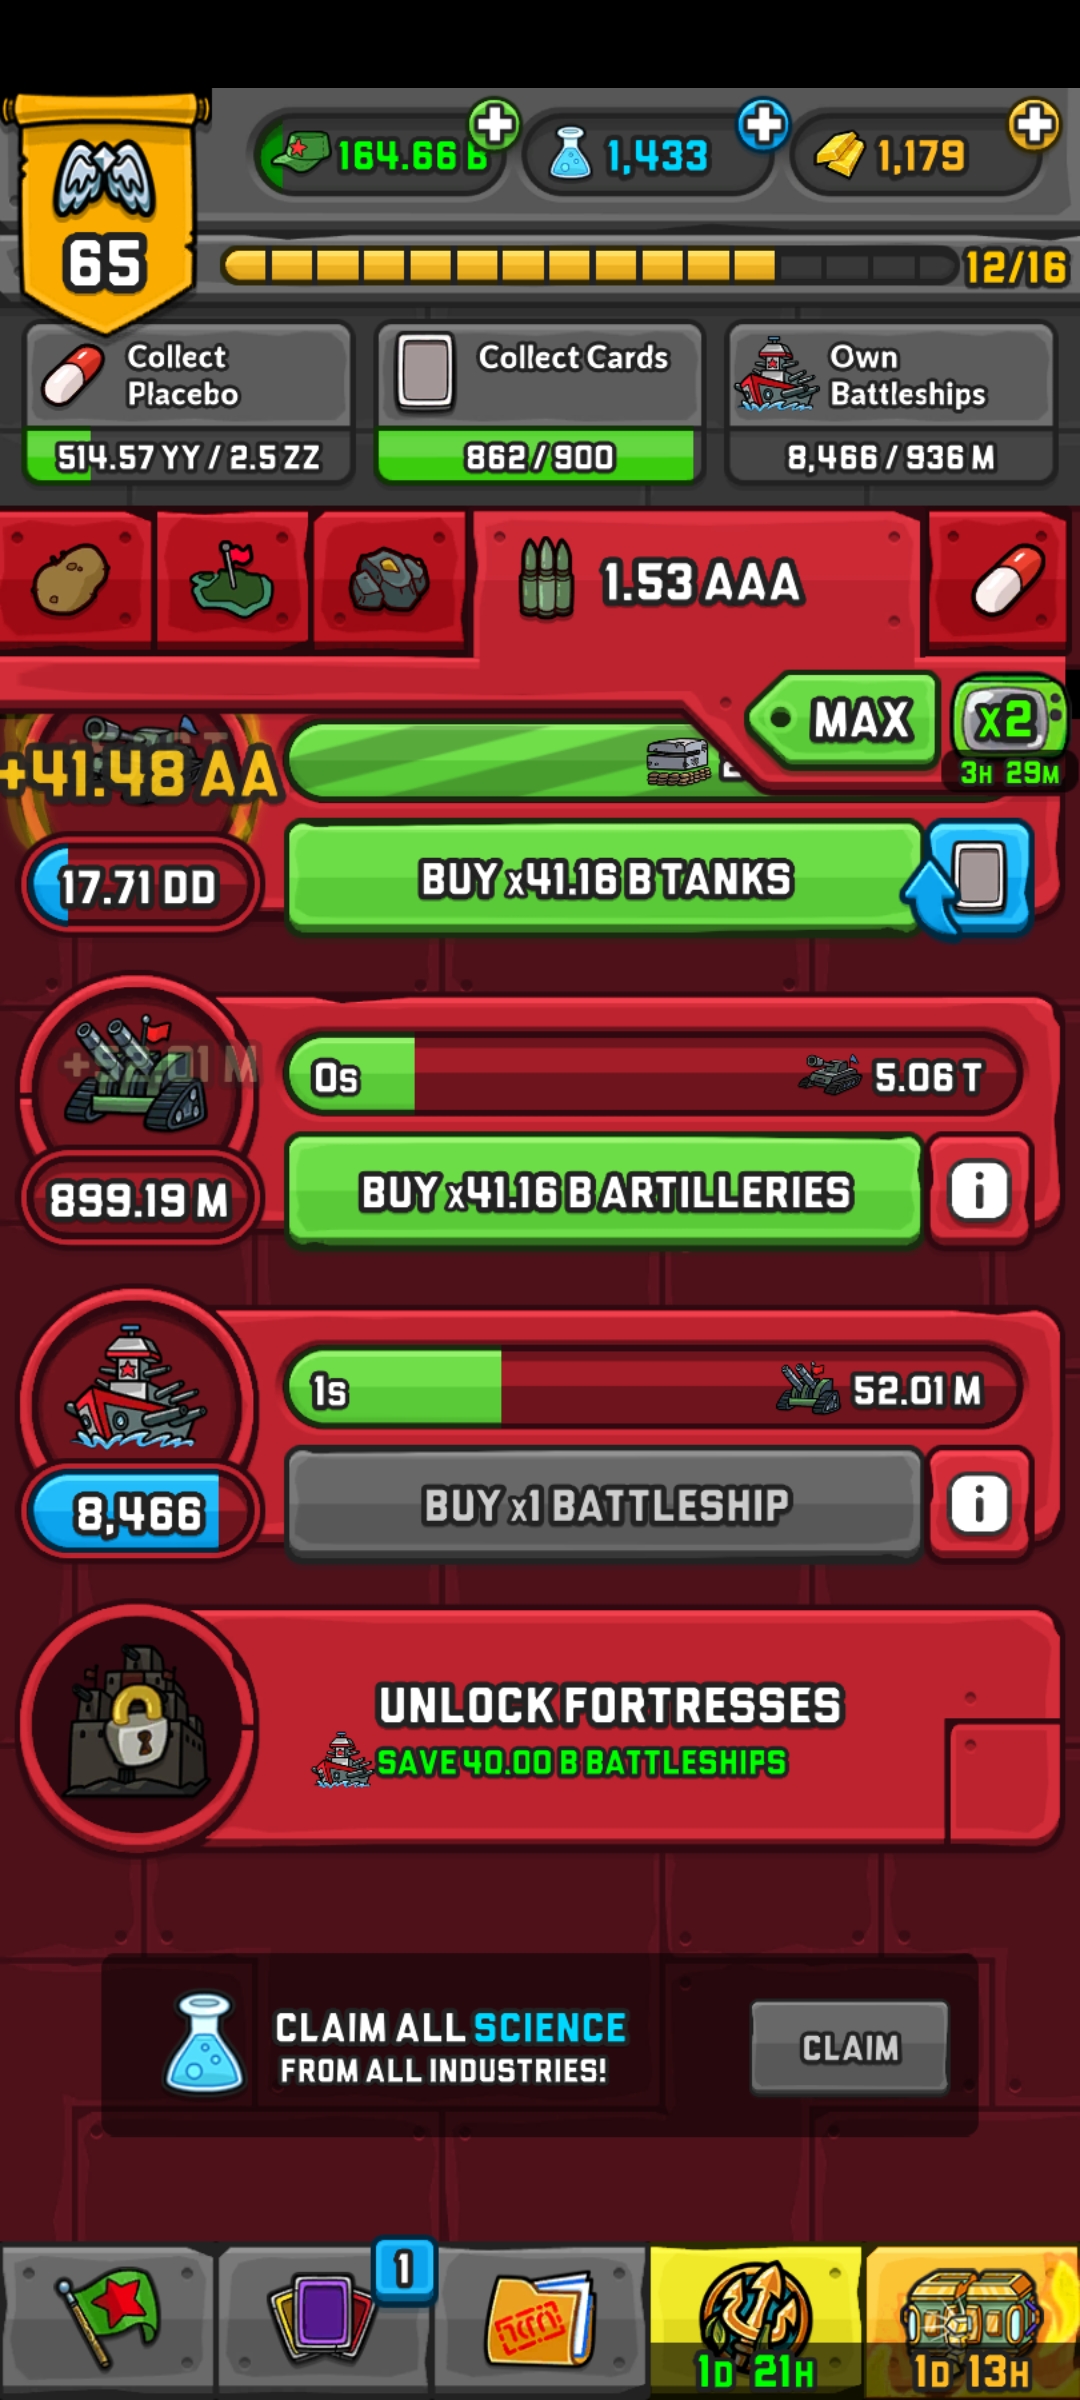 164.66 B
1,433
1,179
65
12/16
Collect
Placebo
514.57 YY / 2.5 ZZ
Collect Cards
862/900
Own
Battleships
8,466 / 936 M
1.53 AAA
MAX
x2
3H 29M
+41.48 AA
17.71 DD
BUY x41.16 B TANKS
0s
5.06 T
899.19 M
BUY x41.16 B ARTILLERIES
i
1s
52.01 M
8,466
BUY x1 BATTLESHIP
i
UNLOCK FORTRESSES
SAVE 40.00 B BATTLESHIPS
CLAIM ALL SCIENCE
FROM ALL INDUSTRIES!
CLAIM
1
1D 21H
1D 13H